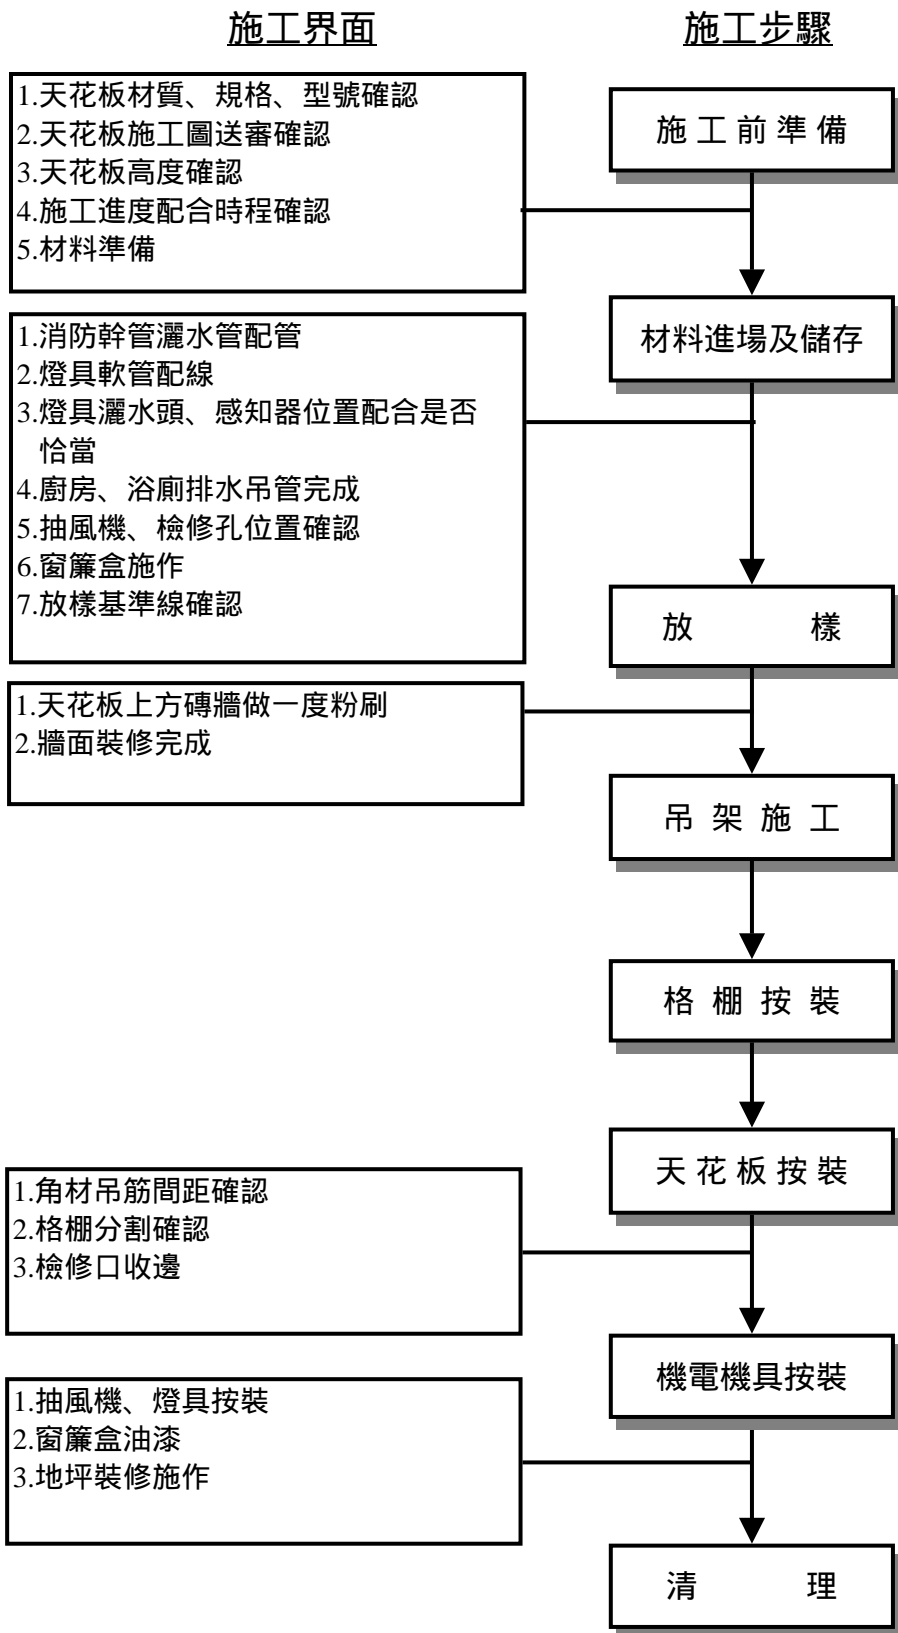 施工界面
施工步驟
1.天花板材質、規格、型號確認
2.天花板施工圖送審確認
3.天花板高度確認
4.施工進度配合時程確認
5.材料準備
施工前準備
1.消防幹管灑水管配管
2.燈具軟管配線
3.燈具灑水頭、感知器位置配合是否
恰當
4.廚房、浴廁排水吊管完成
5.抽風機、檢修孔位置確認
6.窗簾盒施作
7.放樣基準線確認
材料進場及儲存
放樣
1.天花板上方磚牆做一度粉刷
2.牆面裝修完成
吊架施工
格棚按裝
天花板按裝
1.角材吊筋間距確認
2.格棚分割確認
3.檢修口收邊
機電機具按裝
1.抽風機、燈具按裝
2.窗簾盒油漆
3.地坪裝修施作
清理